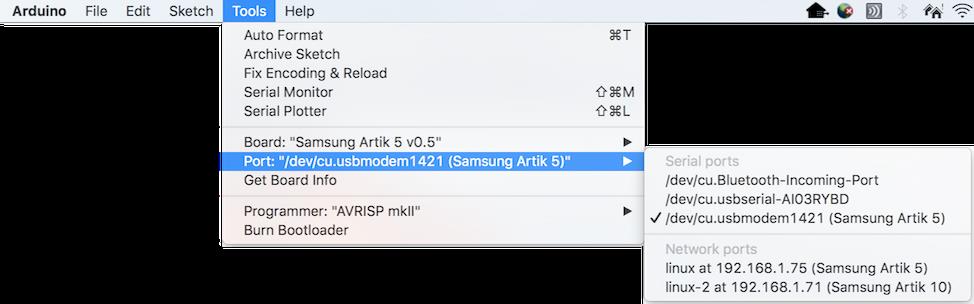 Arduino File Edit Sketch Tools Help
Auto Format ⌘T
Archive Sketch
Fix Encoding & Reload
Serial Monitor ⇧⌘M
Serial Plotter ⇧⌘L
Board: "Samsung Artik 5 v0.5"
Port: "/dev/cu.usbmodem1421 (Samsung Artik 5)"
Get Board Info
Programmer: "AVRISP mkII"
Burn Bootloader
Serial ports
/dev/cu.Bluetooth-Incoming-Port
/dev/cu.usbserial-AI03RYBD
✓ /dev/cu.usbmodem1421 (Samsung Artik 5)
Network ports
linux at 192.168.1.75 (Samsung Artik 5)
linux-2 at 192.168.1.71 (Samsung Artik 10)